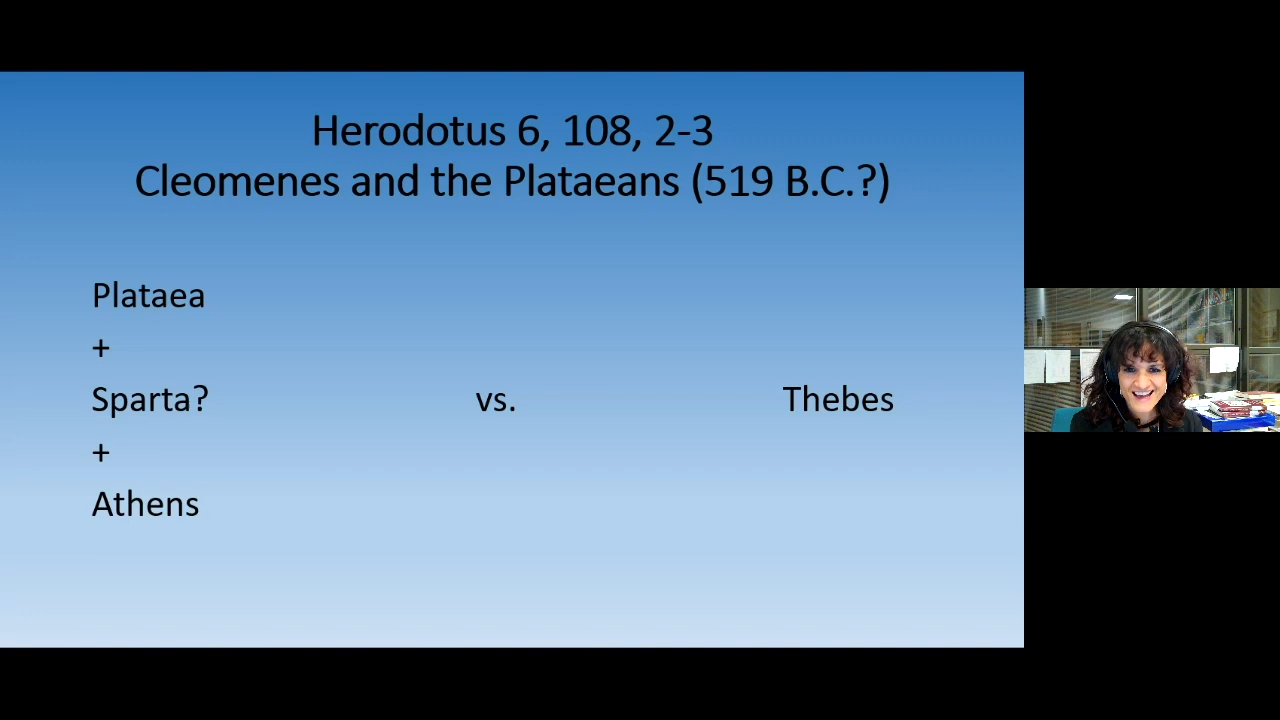 Herodotus 6, 108, 2-3
Cleomenes and the Plataeans (519 B.C.?)
Plataea
+
Sparta? vs. Thebes
+
Athens